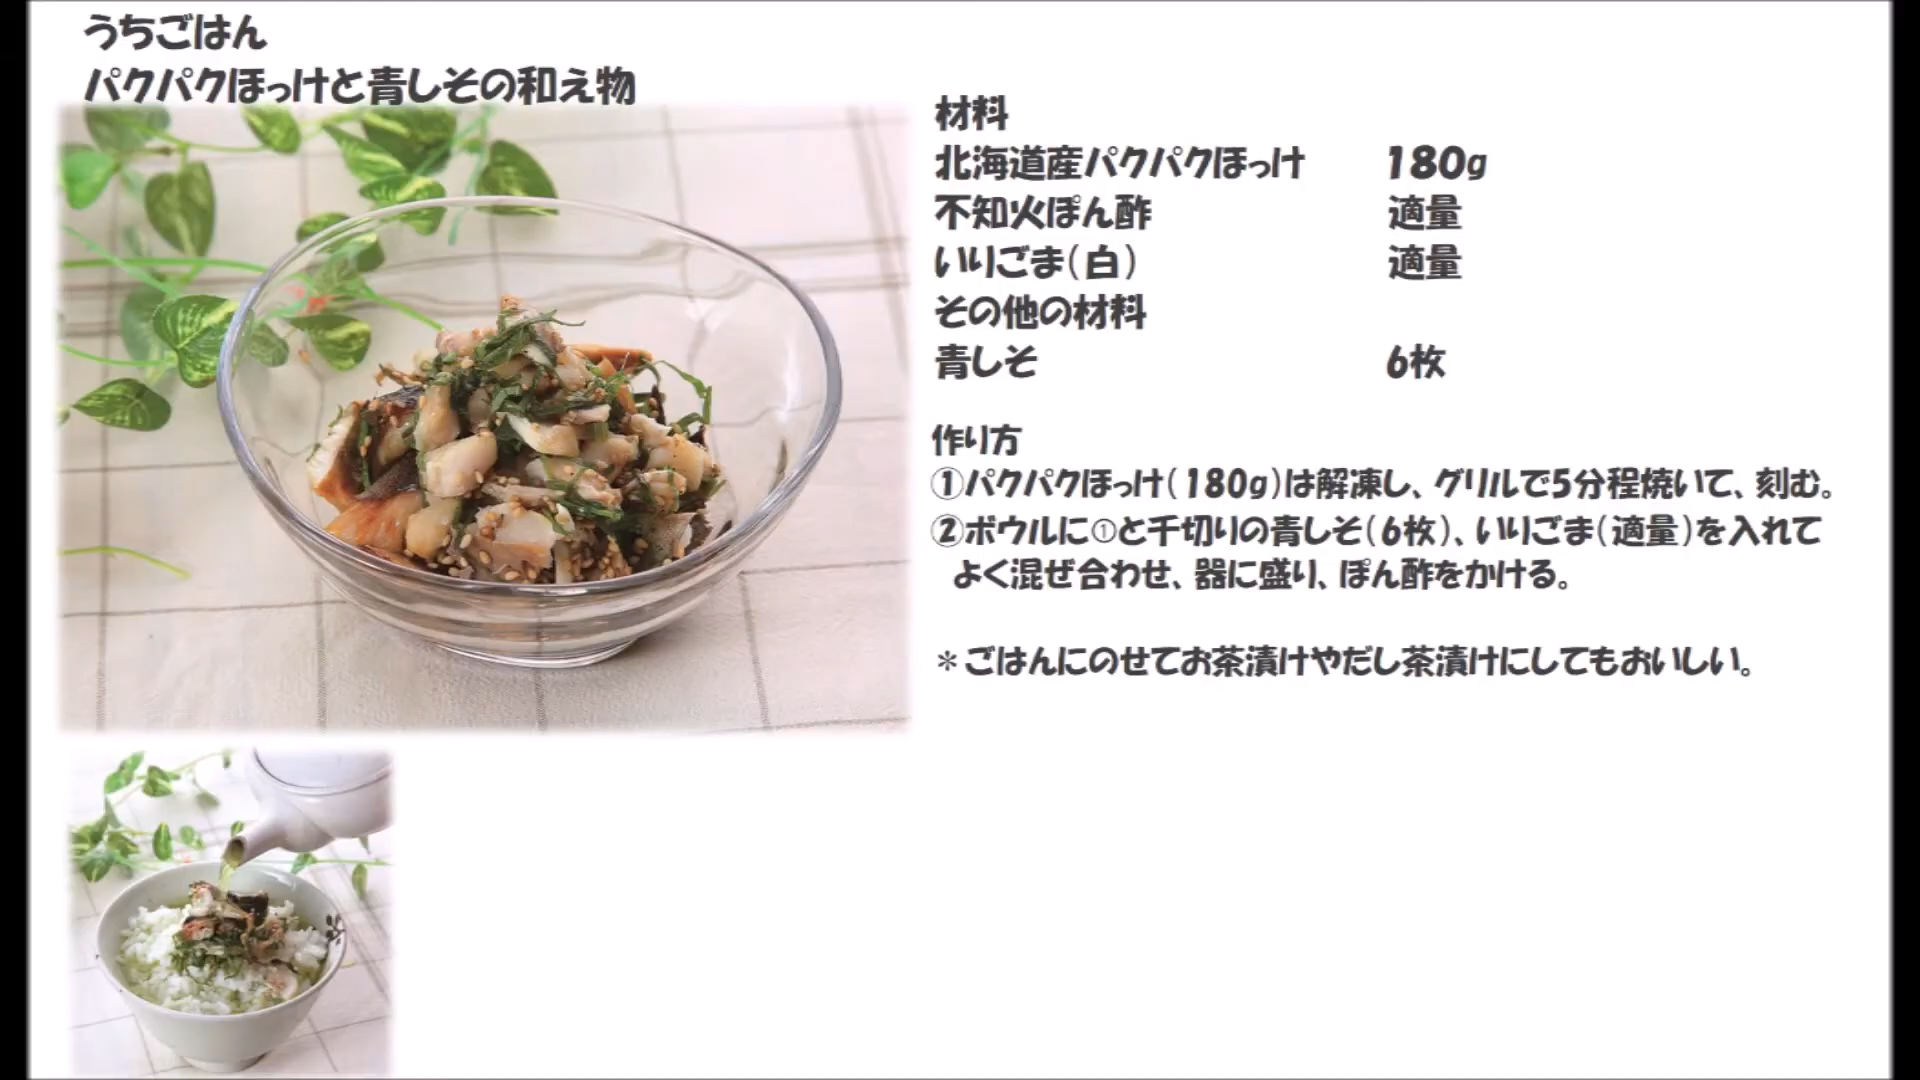 うちごはん
パクパクほっけと青しその和え物
材料
北海道産パクパクほっけ 180g
不知火ぽん酢 適量
いりごま(白) 適量
その他の材料
青しそ 6枚
作り方
①パクパクほっけ(180g)は解凍し、グリルで5分程焼いて、刻む。
②ボウルに①と千切りの青しそ(6枚)、いりごま(適量)を入れて
よく混ぜ合わせ、器に盛り、ぽん酢をかける。
*ごはんにのせてお茶漬けやだし茶漬けにしてもおいしい。